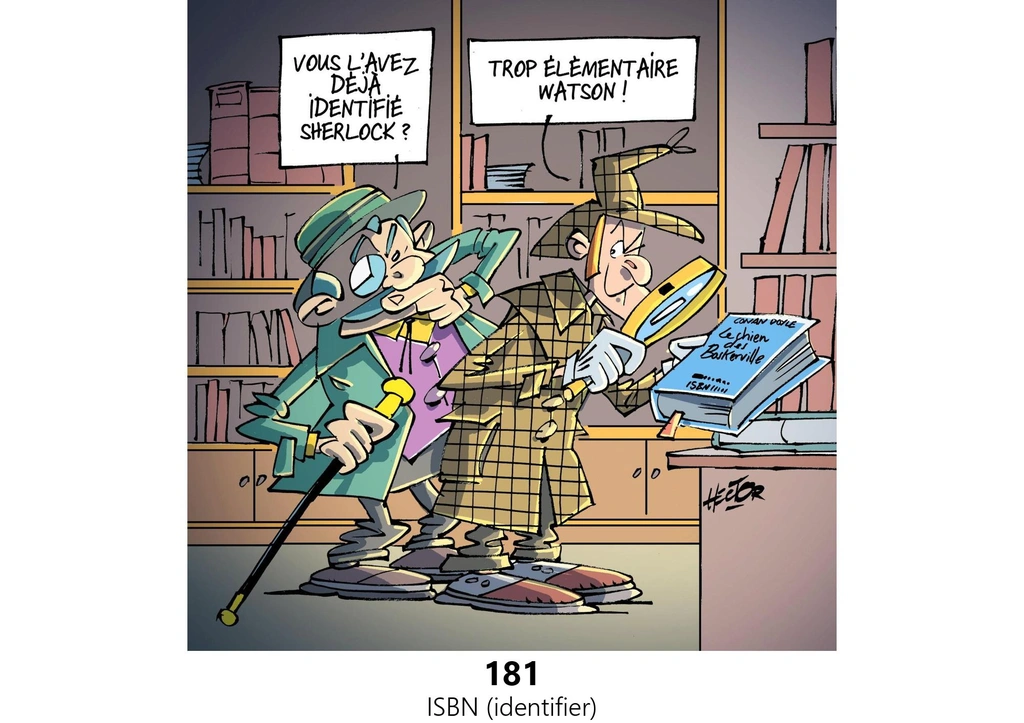 VOUS L'AVEZ
DÉJÀ
IDENTIFIÉ
SHERLOCK ?
TROP ÉLÉMENTAIRE
WATSON !
CONAN DOYLE
Le chien
des
Baskerville
ISBN
HECTOR
181
ISBN (identifier)